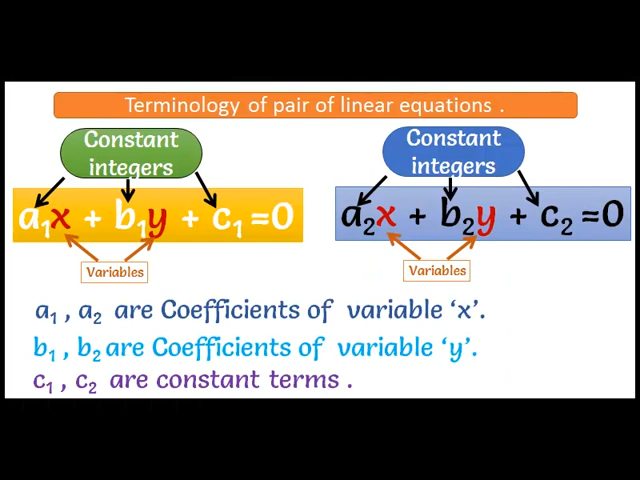 Terminology of pair of linear equations .
Constant integers
a₁x + b₁y + c₁ =0
Variables
Constant integers
a₂x + b₂y + c₂ =0
Variables
a₁ , a₂ are Coefficients of variable ‘x’.
b₁ , b₂ are Coefficients of variable ‘y’.
c₁ , c₂ are constant terms .